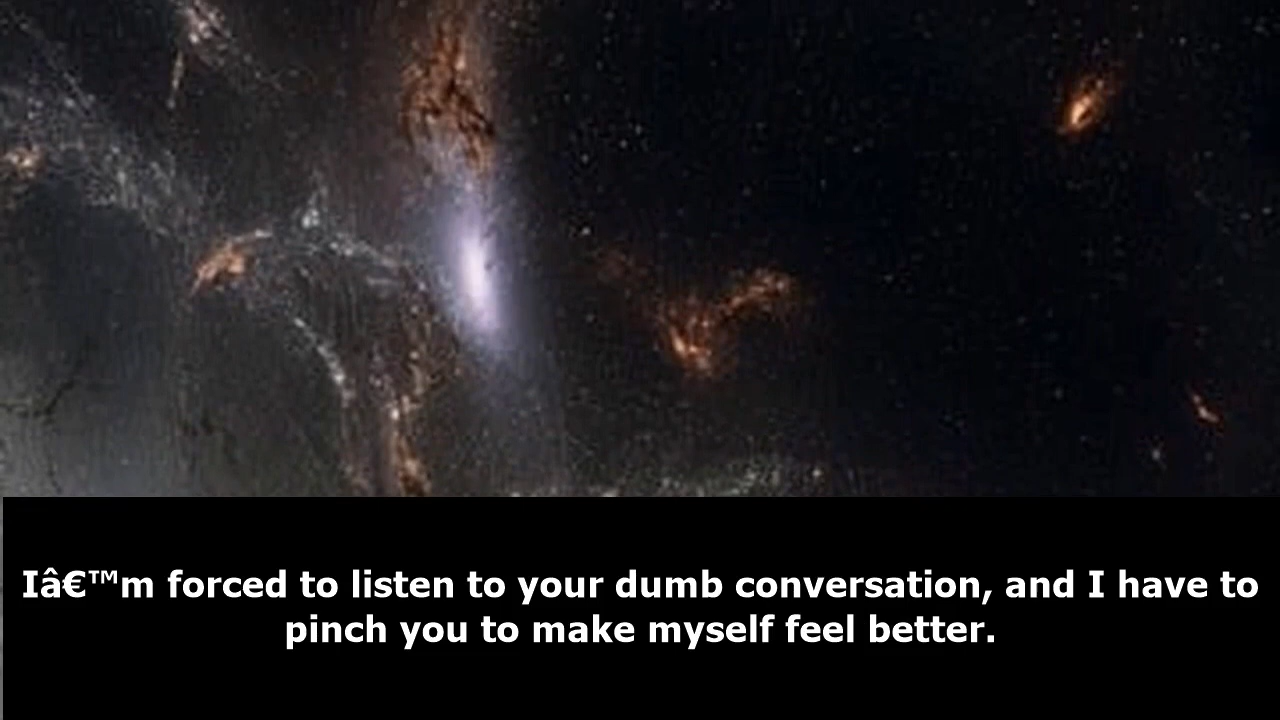 Iâ€™m forced to listen to your dumb conversation, and I have to
pinch you to make myself feel better.